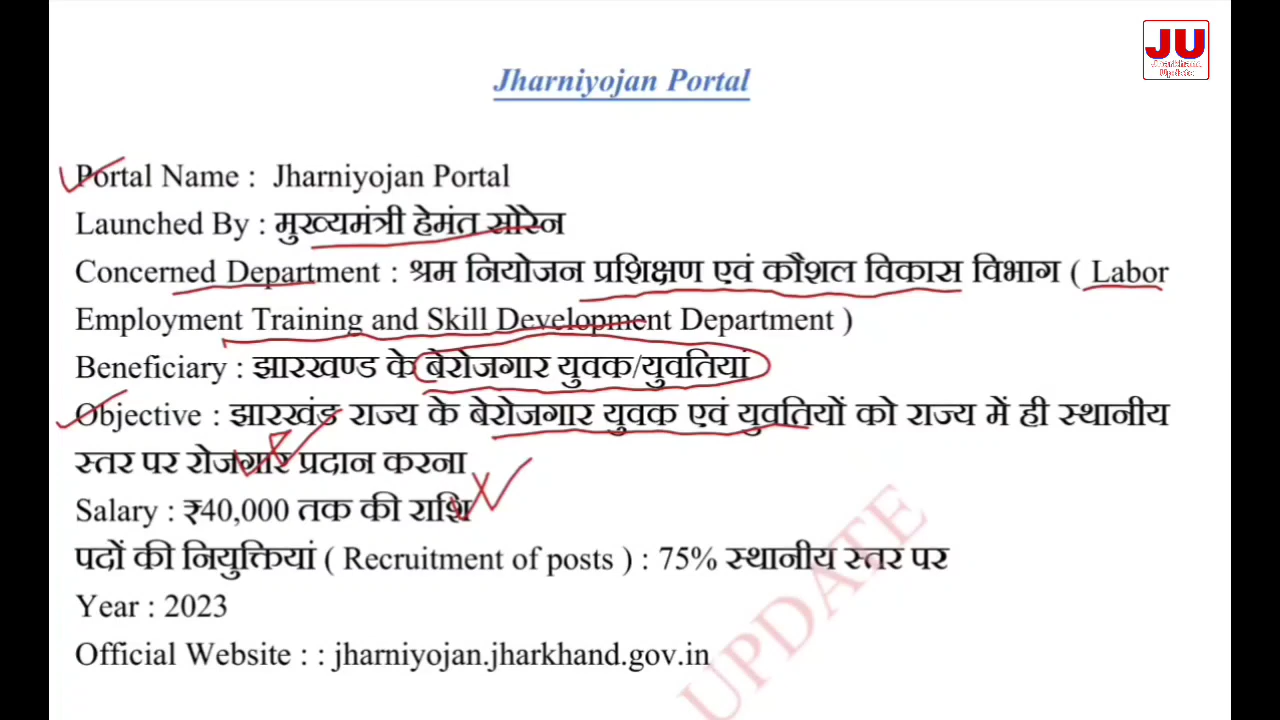 JU
Jharkhand
Update
Jharniyojan Portal
Portal Name : Jharniyojan Portal
Launched By : मुख्यमंत्री हेमंत सोरेन
Concerned Department : श्रम नियोजन प्रशिक्षण एवं कौशल विकास विभाग ( Labor
Employment Training and Skill Development Department )
Beneficiary : झारखण्ड के बेरोजगार युवक/युवतियां
Objective : झारखंड राज्य के बेरोजगार युवक एवं युवतियों को राज्य में ही स्थानीय
स्तर पर रोजगार प्रदान करना
Salary : ₹40,000 तक की राशि
पदों की नियुक्तियां ( Recruitment of posts ) : 75% स्थानीय स्तर पर
Year : 2023
Official Website : : jharniyojan.jharkhand.gov.in
UPDATE